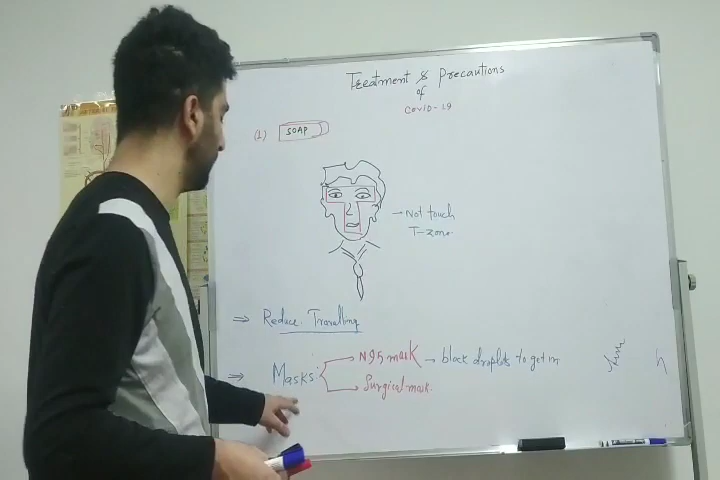 Treatment & Precautions
of
COVID-19
(1) SOAP
Not touch
T-zone.
⇒ Reduce Travelling
⇒ Masks: N95 mask → block droplets to get in
Surgical mask.
h